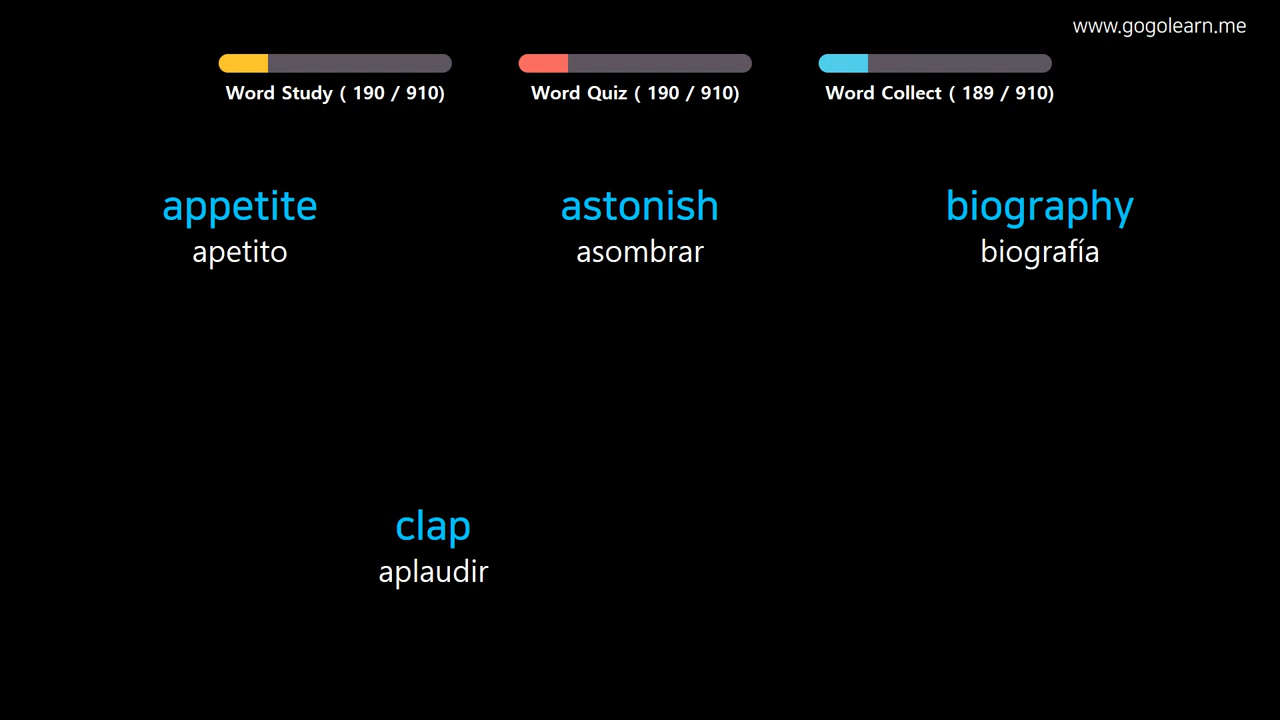 www.gogolearn.me
Word Study ( 190 / 910)
Word Quiz ( 190 / 910)
Word Collect ( 189 / 910)
appetite
apetito
astonish
asombrar
biography
biografía
clap
aplaudir